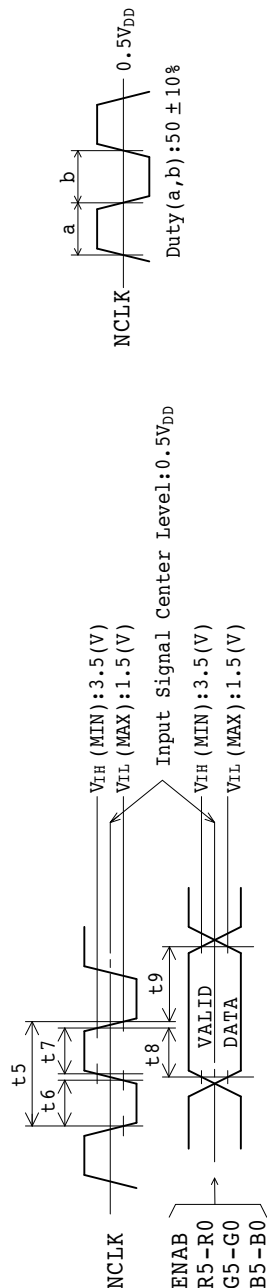 NCLK
t5
t6
t7
t8
t9
VIH (MIN):3.5(V)
VIL (MAX):1.5(V)
Input Signal Center Level:0.5VDD
VIH (MIN):3.5(V)
VIL (MAX):1.5(V)
VALID
DATA
ENAB
R5-R0
G5-G0
B5-B0
NCLK
a
b
0.5VDD
Duty(a,b):50±10%